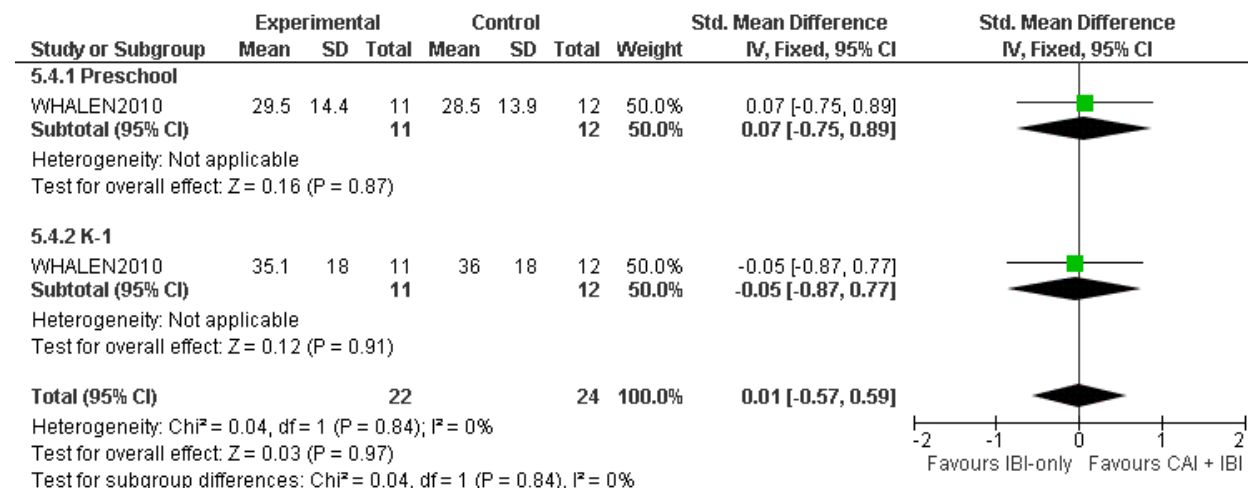 Experimental Control Std. Mean Difference Std. Mean Difference
Study or Subgroup Mean SD Total Mean SD Total Weight IV, Fixed, 95% CI IV, Fixed, 95% CI
5.4.1 Preschool
WHALEN2010 29.5 14.4 11 28.5 13.9 12 50.0% 0.07 [-0.75, 0.89]
Subtotal (95% CI) 11 12 50.0% 0.07 [-0.75, 0.89]
Heterogeneity: Not applicable
Test for overall effect: Z = 0.16 (P = 0.87)
5.4.2 K-1
WHALEN2010 35.1 18 11 36 18 12 50.0% -0.05 [-0.87, 0.77]
Subtotal (95% CI) 11 12 50.0% -0.05 [-0.87, 0.77]
Heterogeneity: Not applicable
Test for overall effect: Z = 0.12 (P = 0.91)
Total (95% CI) 22 24 100.0% 0.01 [-0.57, 0.59]
Heterogeneity: Chi² = 0.04, df = 1 (P = 0.84); I² = 0%
Test for overall effect: Z = 0.03 (P = 0.97)
Test for subgroup differences: Chi² = 0.04, df = 1 (P = 0.84), I² = 0%
-2 -1 0 1 2
Favours IBI-only Favours CAI + IBI